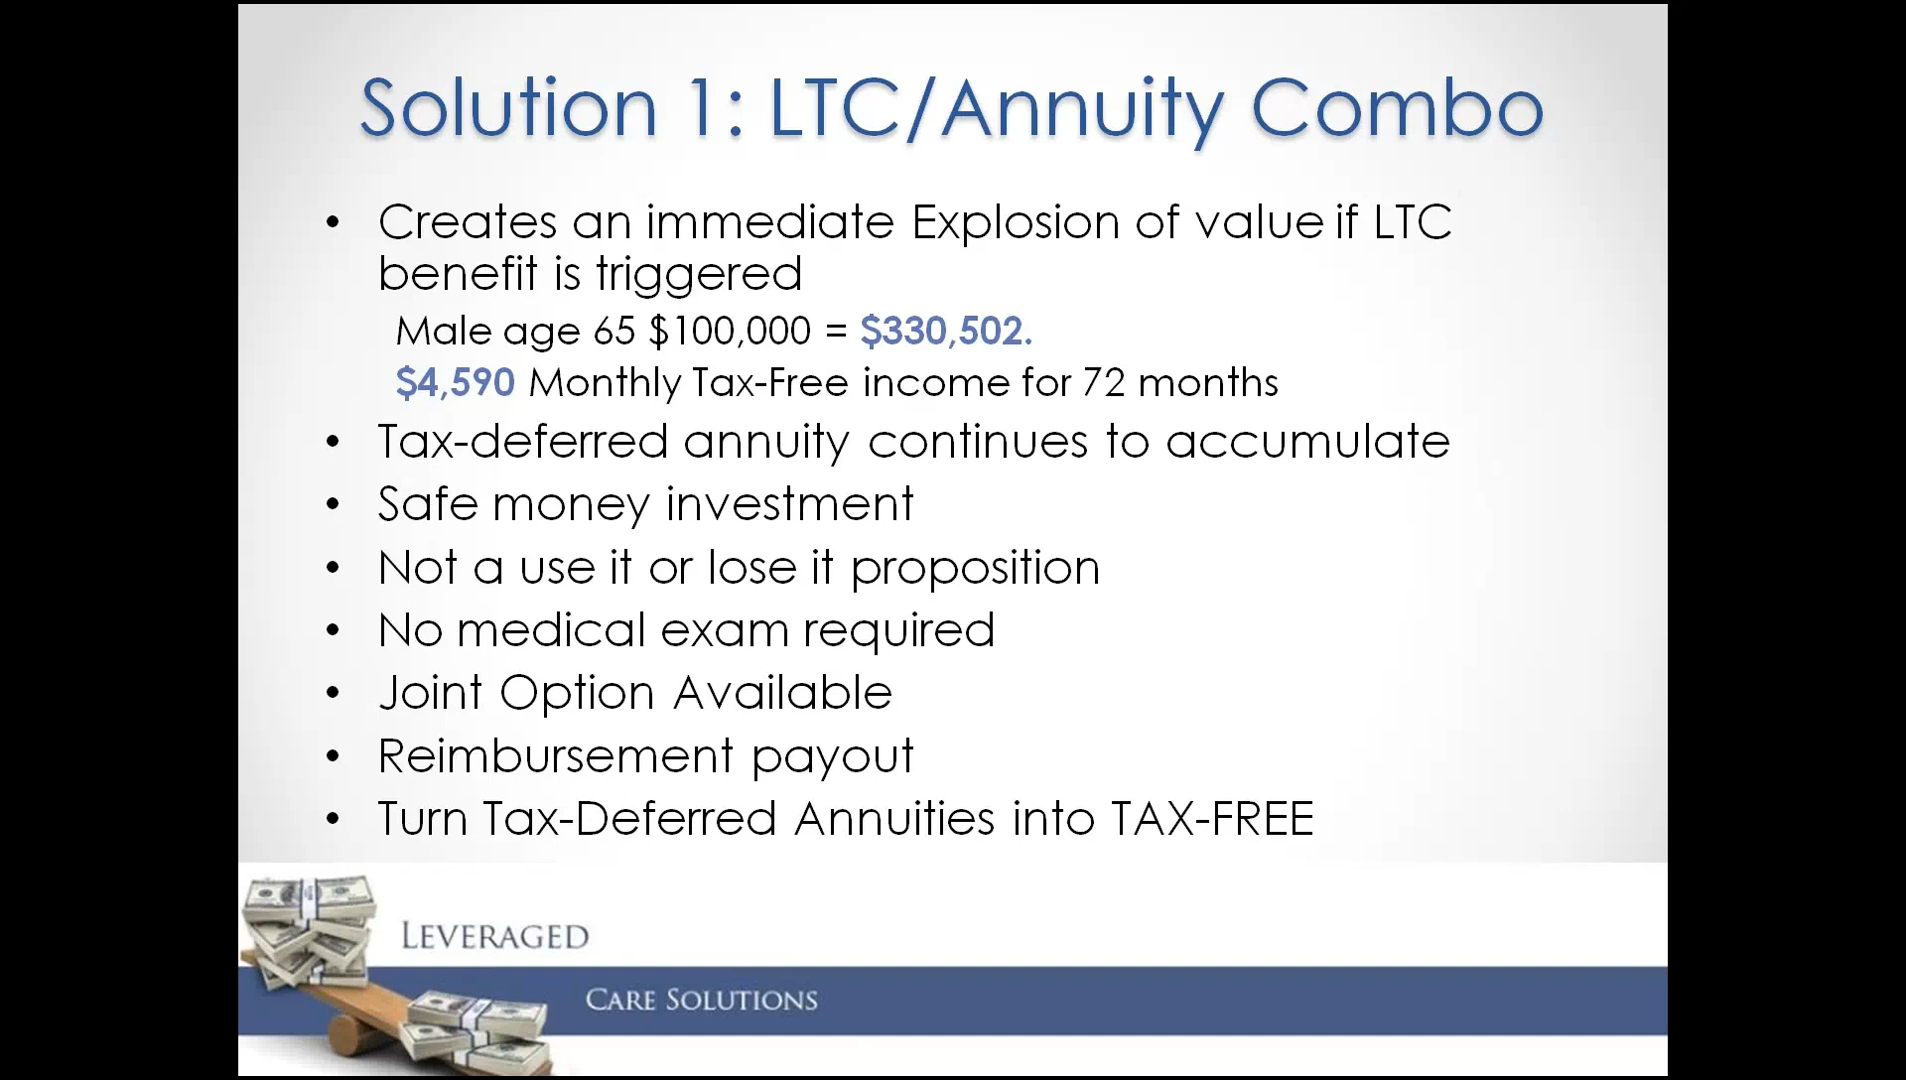 Solution 1: LTC/Annuity Combo
• Creates an immediate Explosion of value if LTC
benefit is triggered
Male age 65 $100,000 = $330,502.
$4,590 Monthly Tax-Free income for 72 months
• Tax-deferred annuity continues to accumulate
• Safe money investment
• Not a use it or lose it proposition
• No medical exam required
• Joint Option Available
• Reimbursement payout
• Turn Tax-Deferred Annuities into TAX-FREE
LEVERAGED
CARE SOLUTIONS